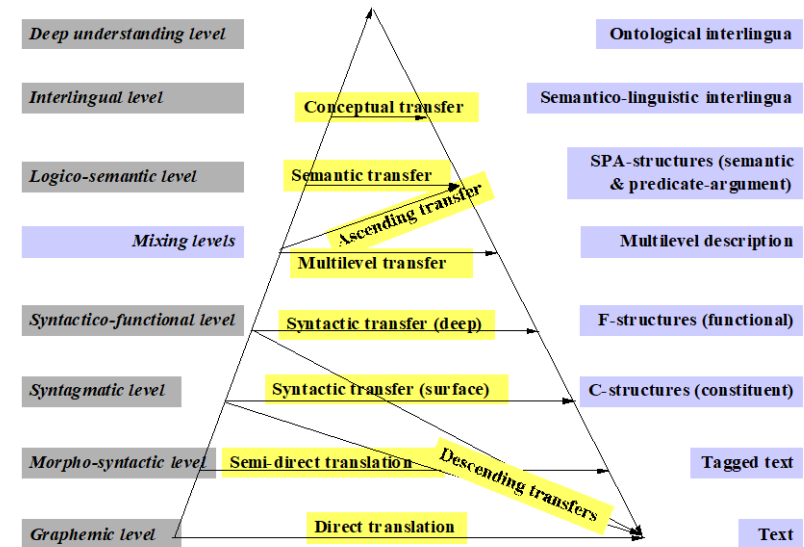 Deep understanding level
Ontological interlingua
Interlingual level
Conceptual transfer
Semantico-linguistic interlingua
Logico-semantic level
Semantic transfer
SPA-structures (semantic
& predicate-argument)
Ascending transfer
Mixing levels
Multilevel transfer
Multilevel description
Syntactico-functional level
Syntactic transfer (deep)
F-structures (functional)
Syntagmatic level
Syntactic transfer (surface)
C-structures (constituent)
Morpho-syntactic level
Semi-direct translation
Descending transfers
Tagged text
Graphemic level
Direct translation
Text